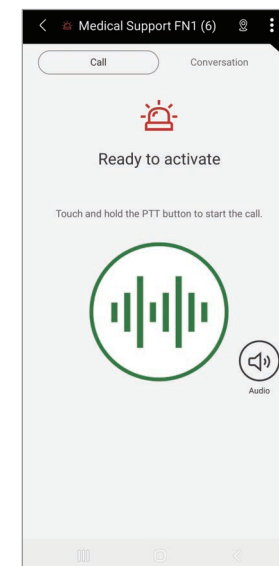 Medical Support FN1 (6)
Call
Conversation
Ready to activate
Touch and hold the PTT button to start the call.
Audio